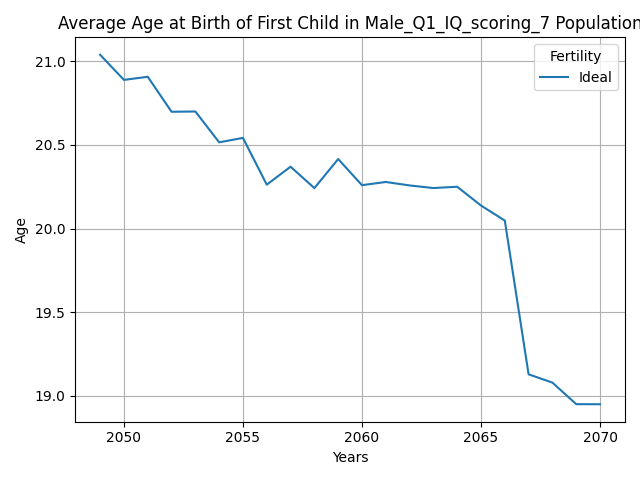 Average Age at Birth of First Child in Male_Q1_IQ_scoring_7 Population
Fertility
Ideal
21.0
20.5
20.0
19.5
19.0
Age
2050 2055 2060 2065 2070
Years